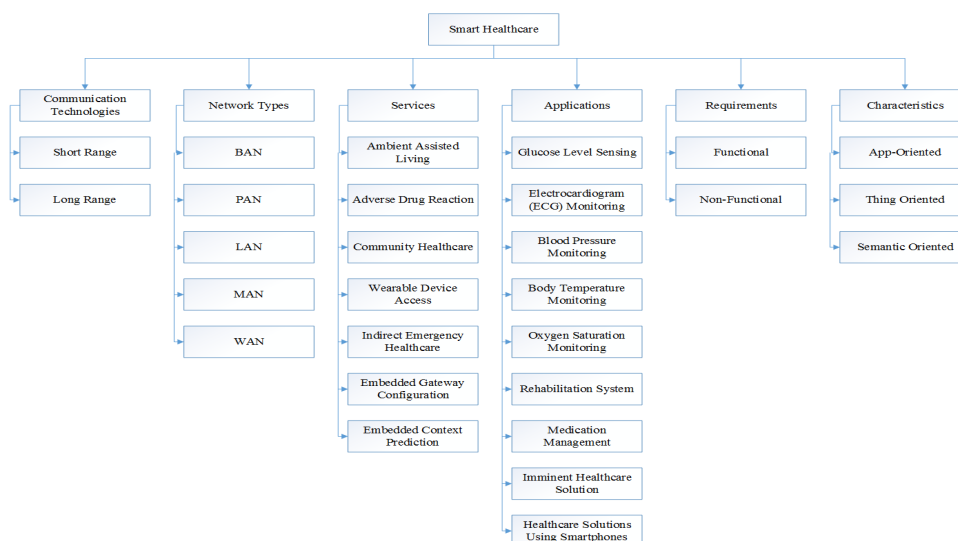 Smart Healthcare
Communication
Technologies
Short Range
Long Range
Network Types
BAN
PAN
LAN
MAN
WAN
Services
Ambient Assisted
Living
Adverse Drug Reaction
Community Healthcare
Wearable Device
Access
Indirect Emergency
Healthcare
Embedded Gateway
Configuration
Embedded Context
Prediction
Applications
Glucose Level Sensing
Electrocardiogram
(ECG) Monitoring
Blood Pressure
Monitoring
Body Temperature
Monitoring
Oxygen Saturation
Monitoring
Rehabilitation System
Medication
Management
Imminent Healthcare
Solution
Healthcare Solutions
Using Smartphones
Requirements
Functional
Non-Functional
Characteristics
App-Oriented
Thing Oriented
Semantic Oriented